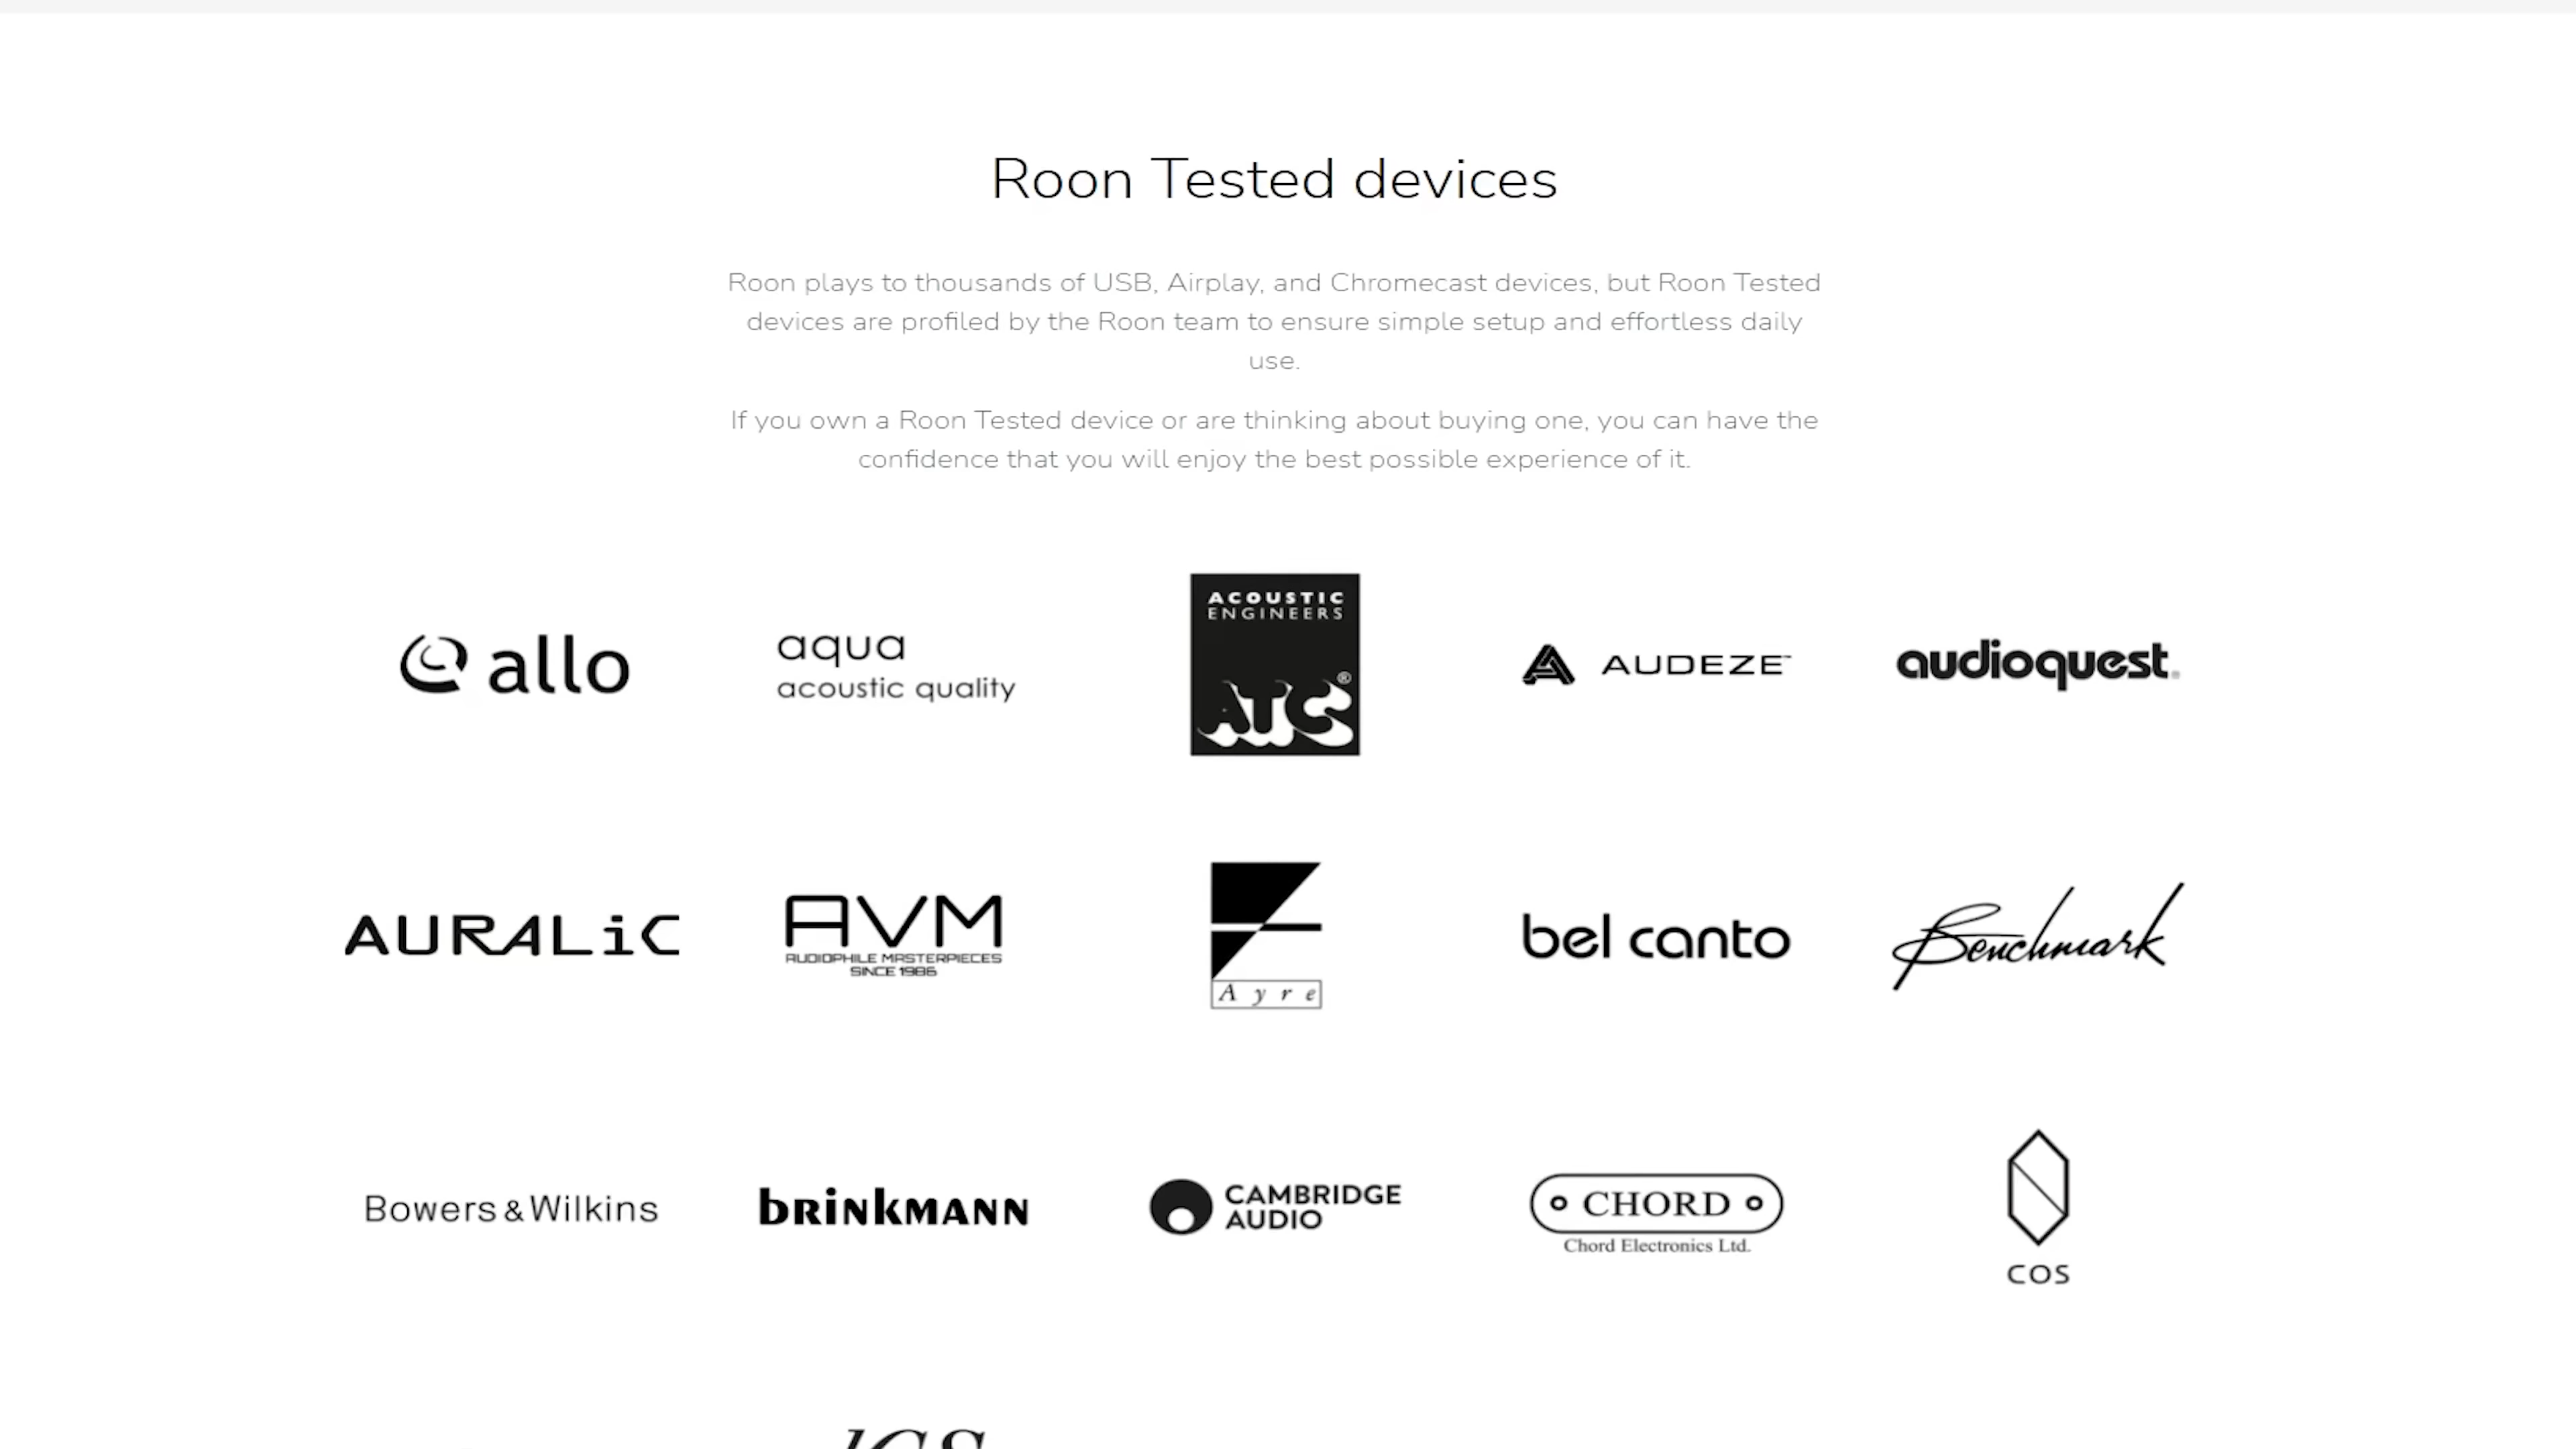 Roon Tested devices
Roon plays to thousands of USB, Airplay, and Chromecast devices, but Roon Tested
devices are profiled by the Roon team to ensure simple setup and effortless daily
use.
If you own a Roon Tested device or are thinking about buying one, you can have the
confidence that you will enjoy the best possible experience of it.
allo
aqua
acoustic quality
ACOUSTIC
ENGINEERS
ATC®
AUDEZE™
audioquest
AURALiC
AVM
AUDIOPHILE MASTERPIECES
SINCE 1986
Ayre
bel canto
Benchmark
Bowers & Wilkins
brinkmann
CAMBRIDGE
AUDIO
CHORD
Chord Electronics Ltd.
COS